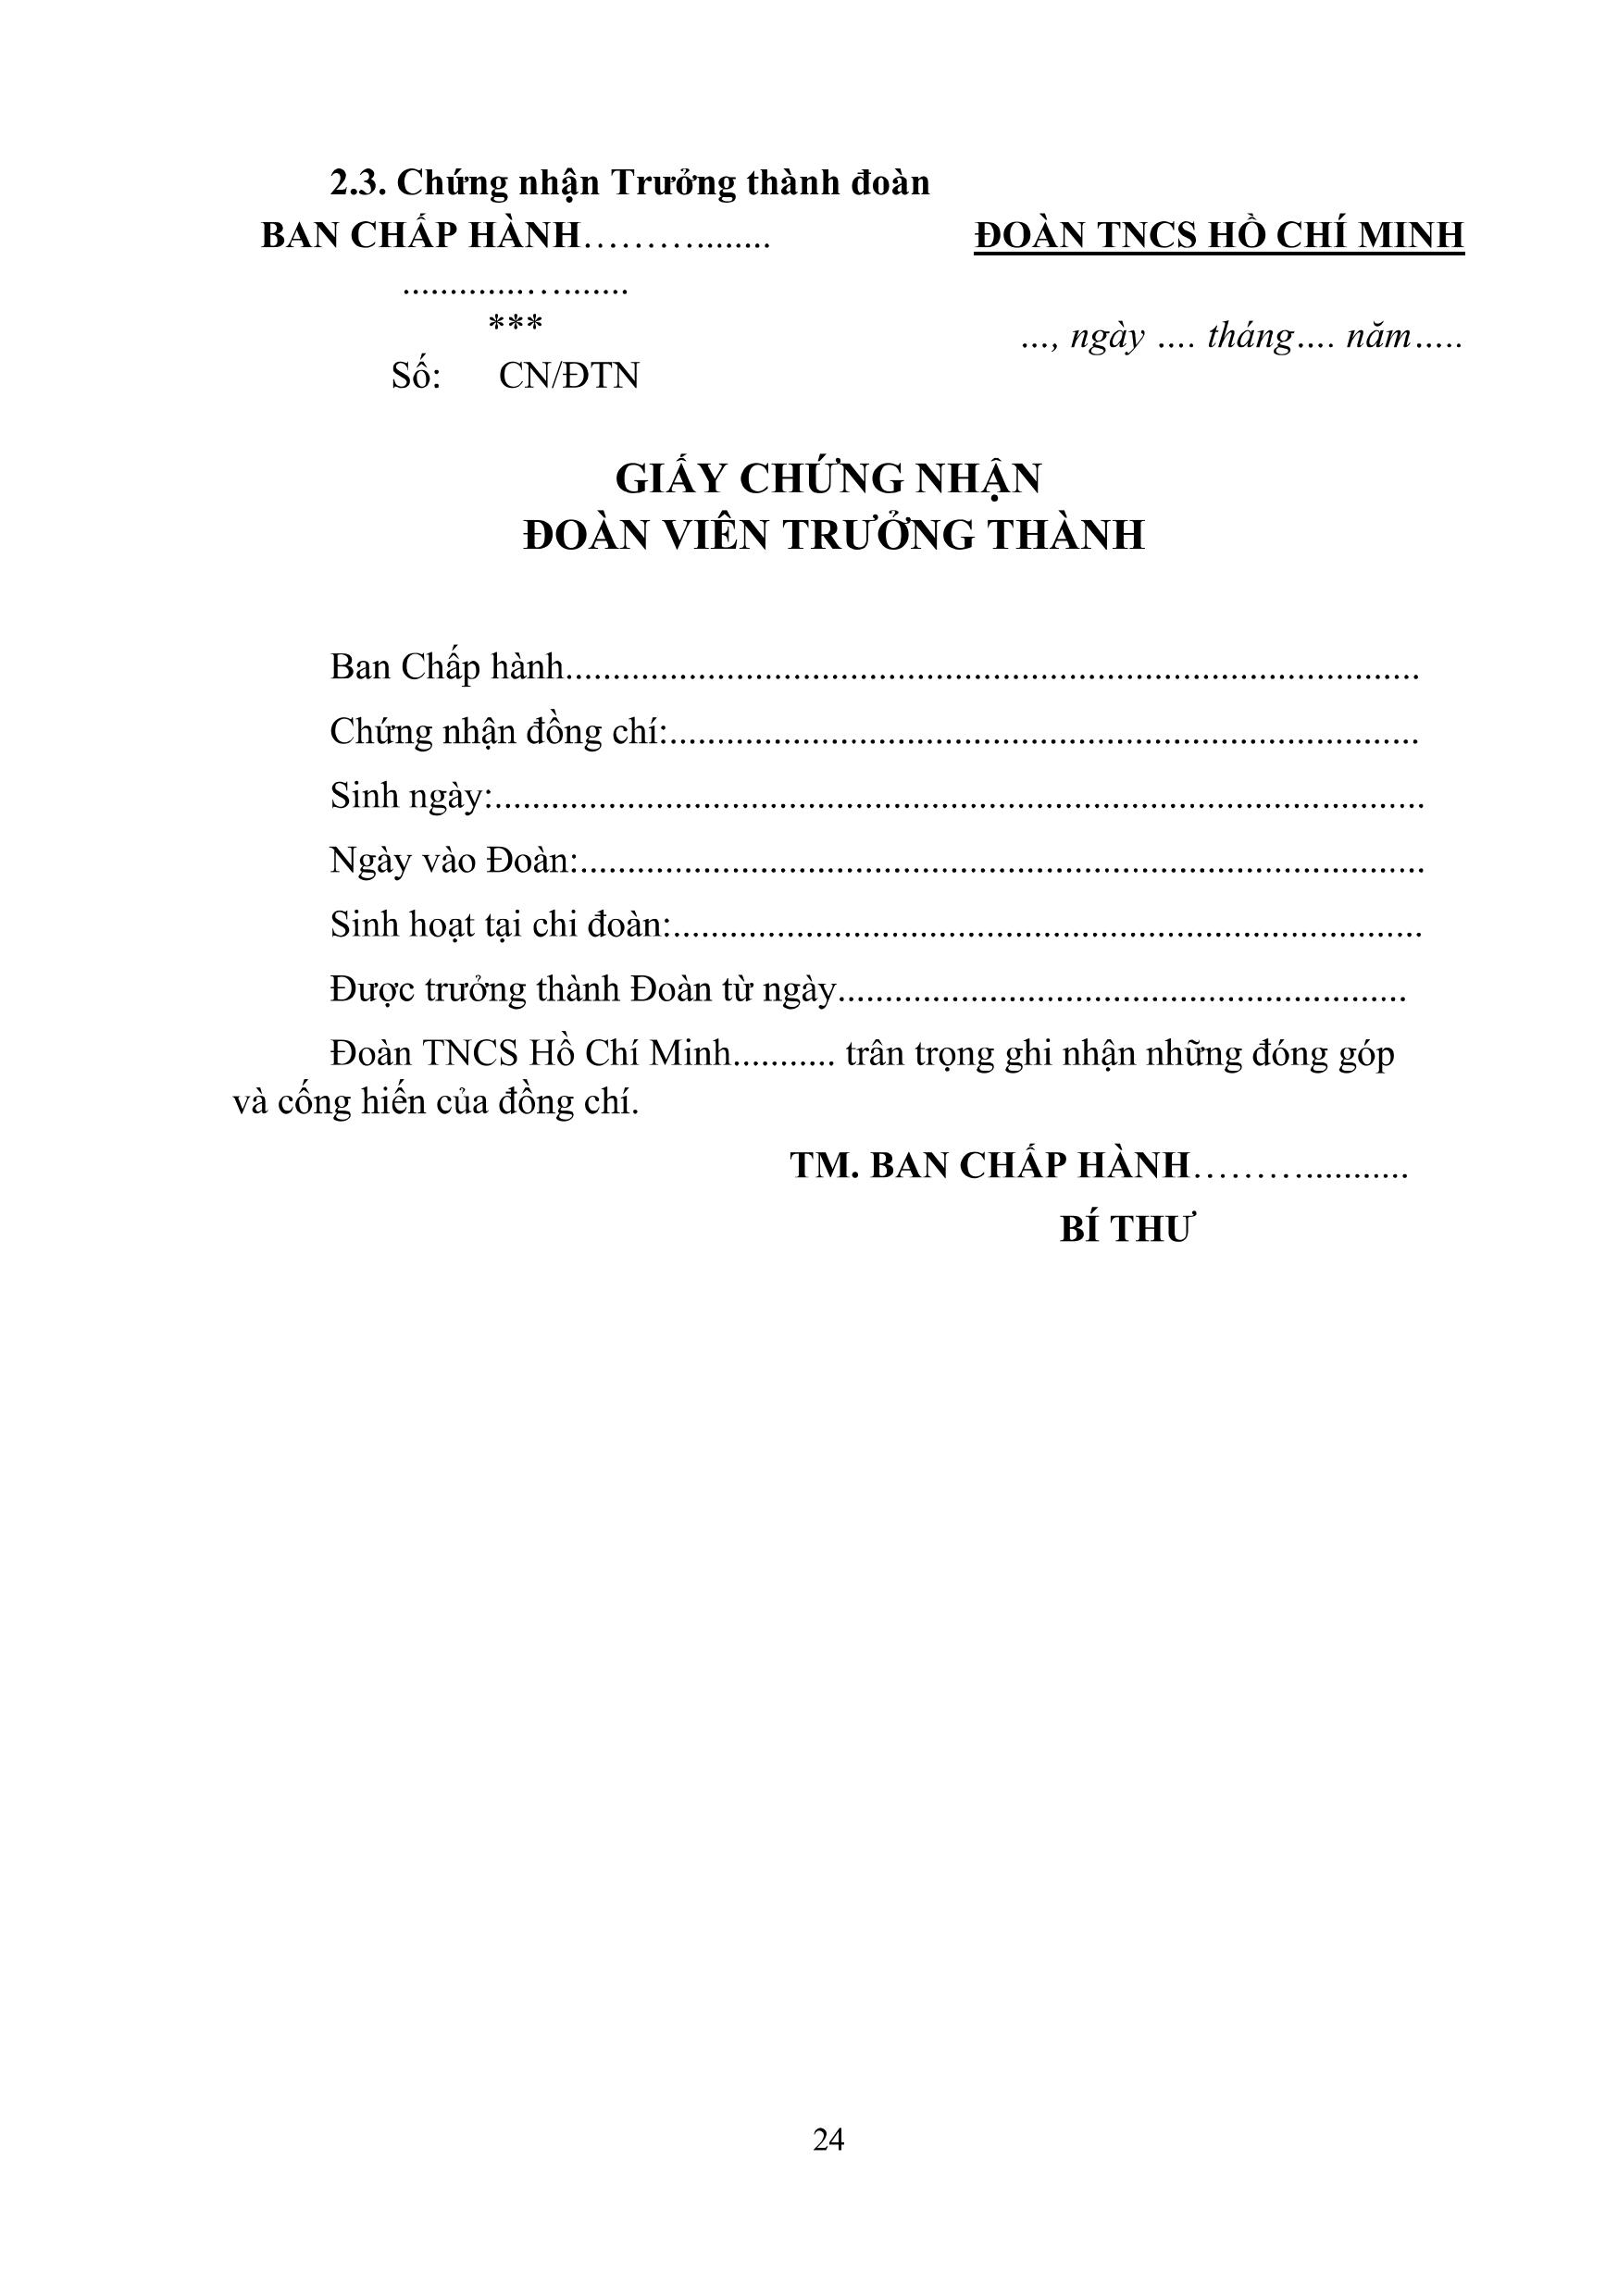 2.3. Chứng nhận Trưởng thành đoàn
BAN CHẤP HÀNH………........ ĐOÀN TNCS HỒ CHÍ MINH
.............…......
*** 
..., ngày .... tháng.... năm.....
Số: CN/ĐTN
GIẤY CHỨNG NHẬN
ĐOÀN VIÊN TRƯỞNG THÀNH
Ban Chấp hành..........................................................................................
Chứng nhận đồng chí:...............................................................................
Sinh ngày:..................................................................................................
Ngày vào Đoàn:.........................................................................................
Sinh hoạt tại chi đoàn:...............................................................................
Được trưởng thành Đoàn từ ngày............................................................
Đoàn TNCS Hồ Chí Minh........... trân trọng ghi nhận những đóng góp
và cống hiến của đồng chí.
TM. BAN CHẤP HÀNH………...........
BÍ THƯ
24